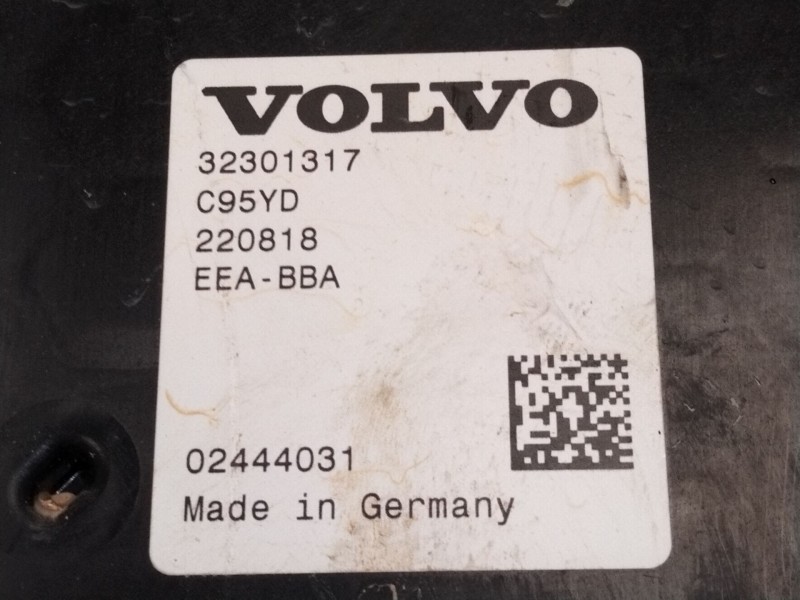 VOLVO
32301317
C95YD
220818
EEA-BBA
02444031
Made in Germany